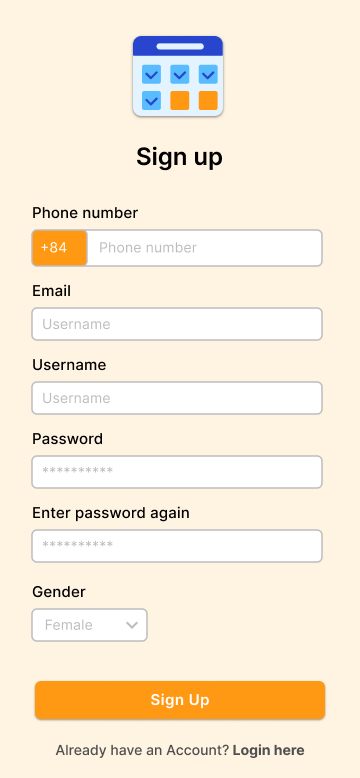 Sign up
Phone number
+84 Phone number
Email
Username
Username
Username
Password
**********
Enter password again
**********
Gender
Female
Sign Up
Already have an Account? Login here